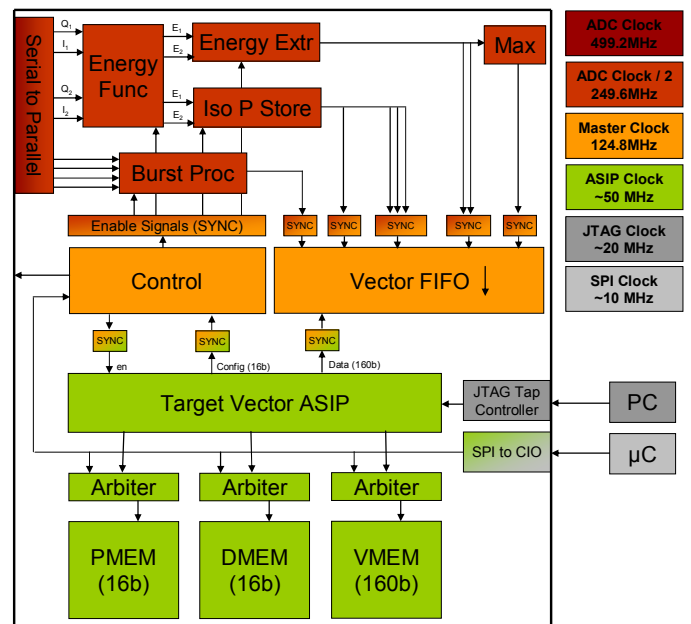 Serial to Parallel
Q1
I1
Q2
I2
Energy
Func
E1
E2
E1
E2
Energy Extr
Max
Iso P Store
Burst Proc
Enable Signals (SYNC)
SYNC
SYNC
SYNC
SYNC
SYNC
Control
Vector FIFO
SYNC
SYNC
SYNC
en
Config (16b)
Data (160b)
Target Vector ASIP
JTAG Tap
Controller
PC
SPI to CIO
µC
Arbiter
Arbiter
Arbiter
PMEM
(16b)
DMEM
(16b)
VMEM
(160b)
ADC Clock
499.2MHz
ADC Clock / 2
249.6MHz
Master Clock
124.8MHz
ASIP Clock
~50 MHz
JTAG Clock
~20 MHz
SPI Clock
~10 MHz